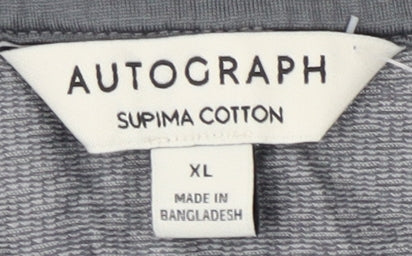 AUTOGRAPH
SUPIMA COTTON
XL
MADE IN
BANGLADESH